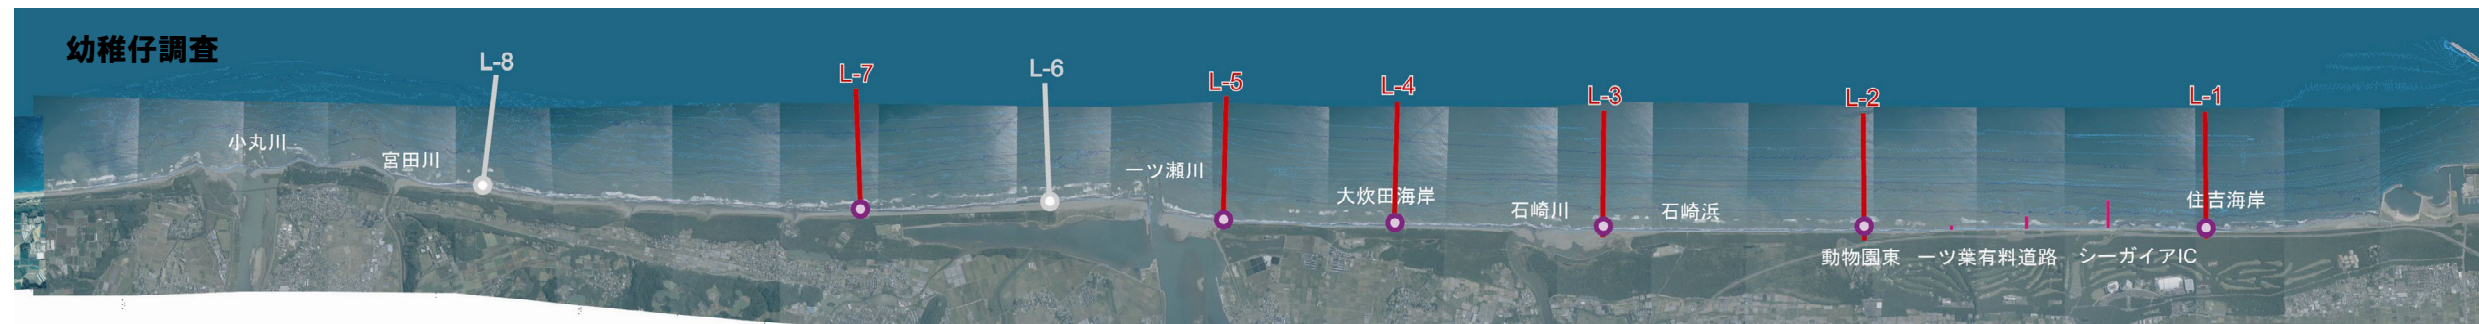 幼稚仔調査
L-8
L-7
L-6
L-5
L-4
L-3
L-2
L-1
小丸川
宮田川
一ツ瀬川
大炊田海岸
石崎川
石崎浜
住吉海岸
動物園東
一ツ葉有料道路
シーガイアIC